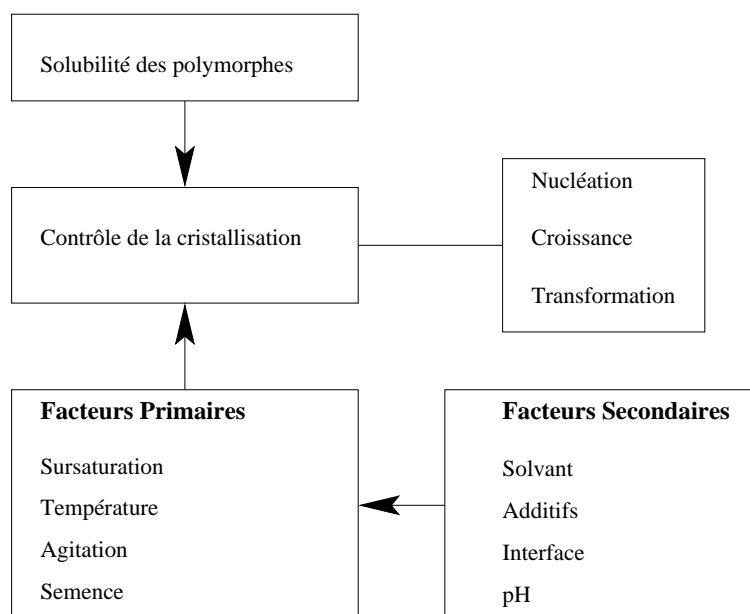 Solubilité des polymorphes
Contrôle de la cristallisation
Nucléation
Croissance
Transformation
Facteurs Primaires
Sursaturation
Température
Agitation
Semence
Facteurs Secondaires
Solvant
Additifs
Interface
pH